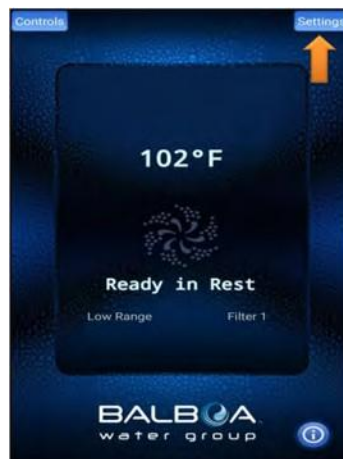 Controls Settings
102°F
Ready in Rest
Low Range Filter 1
BALBOA
water group